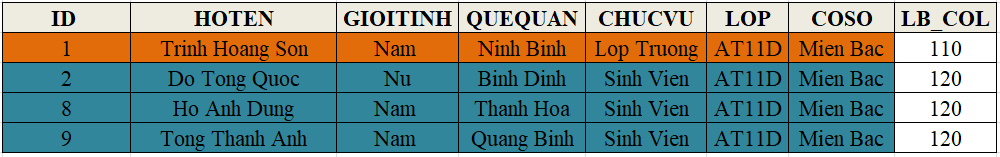 ID HOTEN GIOITINH QUEQUAN CHUCVU LOP COSO LB_COL
1 Trinh Hoang Son Nam Ninh Binh Lop Truong AT11D Mien Bac 110
2 Do Tong Quoc Nu Binh Dinh Sinh Vien AT11D Mien Bac 120
8 Ho Anh Dung Nam Thanh Hoa Sinh Vien AT11D Mien Bac 120
9 Tong Thanh Anh Nam Quang Binh Sinh Vien AT11D Mien Bac 120